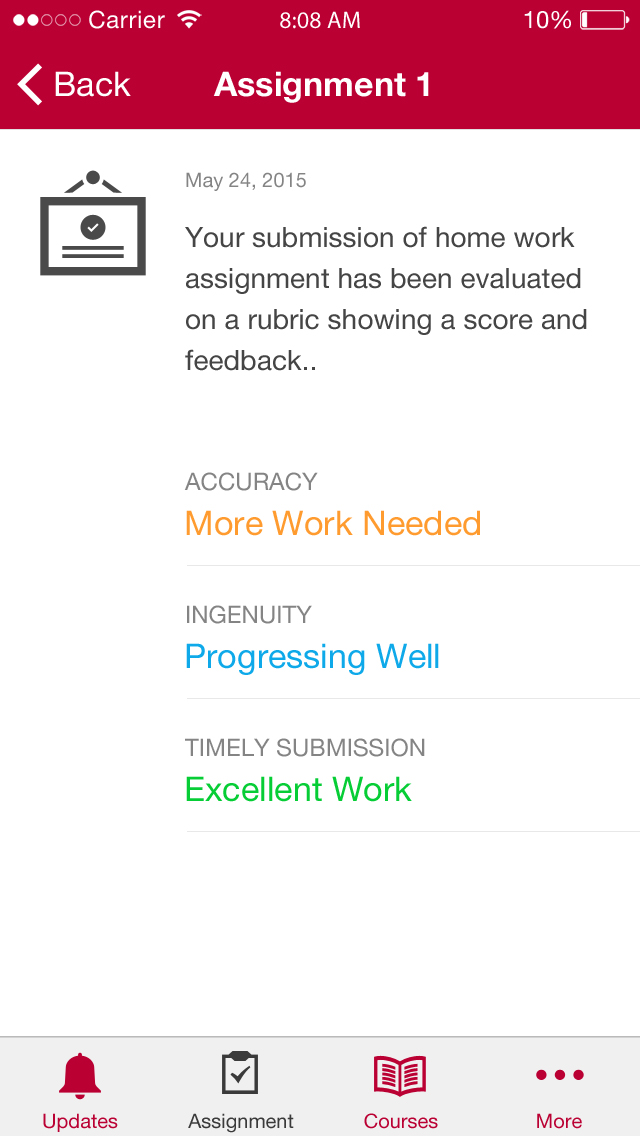 Carrier 8:08 AM 10%
Back Assignment 1
May 24, 2015
Your submission of home work
assignment has been evaluated
on a rubric showing a score and
feedback..
ACCURACY
More Work Needed
INGENUITY
Progressing Well
TIMELY SUBMISSION
Excellent Work
Updates Assignment Courses More